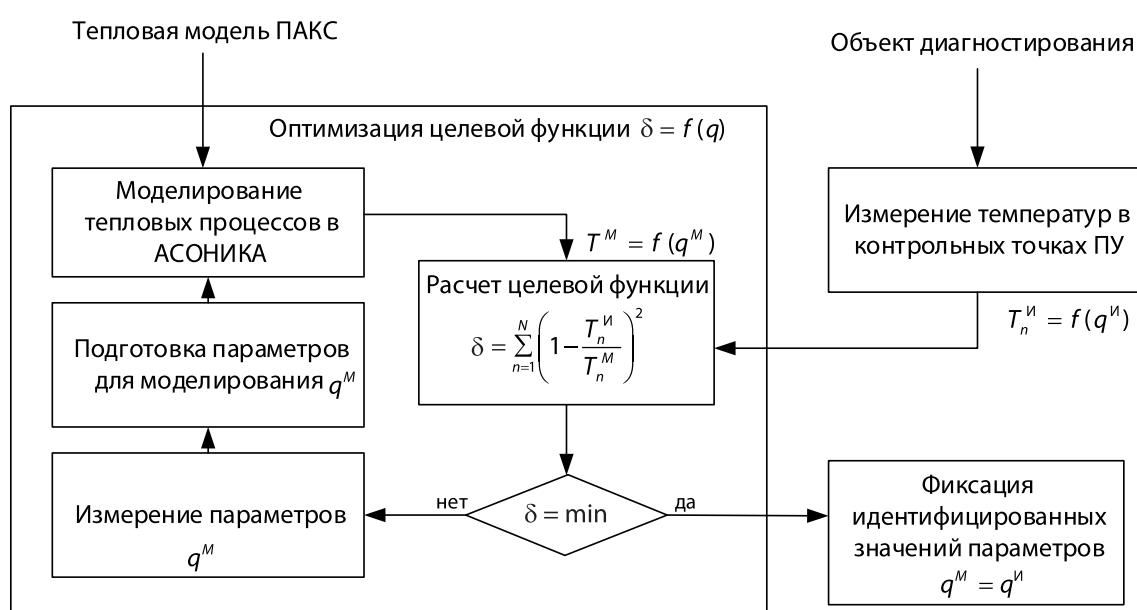 Тепловая модель ПАКС
Объект диагностирования
Оптимизация целевой функции δ = f (q)
Моделирование
тепловых процессов в
АСОНИКА
Измерение температур в
контрольных точках ПУ
T^М = f(q^М)
Расчет целевой функции
δ = ∑_{n=1}^{N} (1 − T_n^И / T_n^М)^2
T_n^И = f(q^И)
Подготовка параметров
для моделирования q^М
Измерение параметров
q^М
нет
δ = min
да
Фиксация
идентифицированных
значений параметров
q^М = q^И